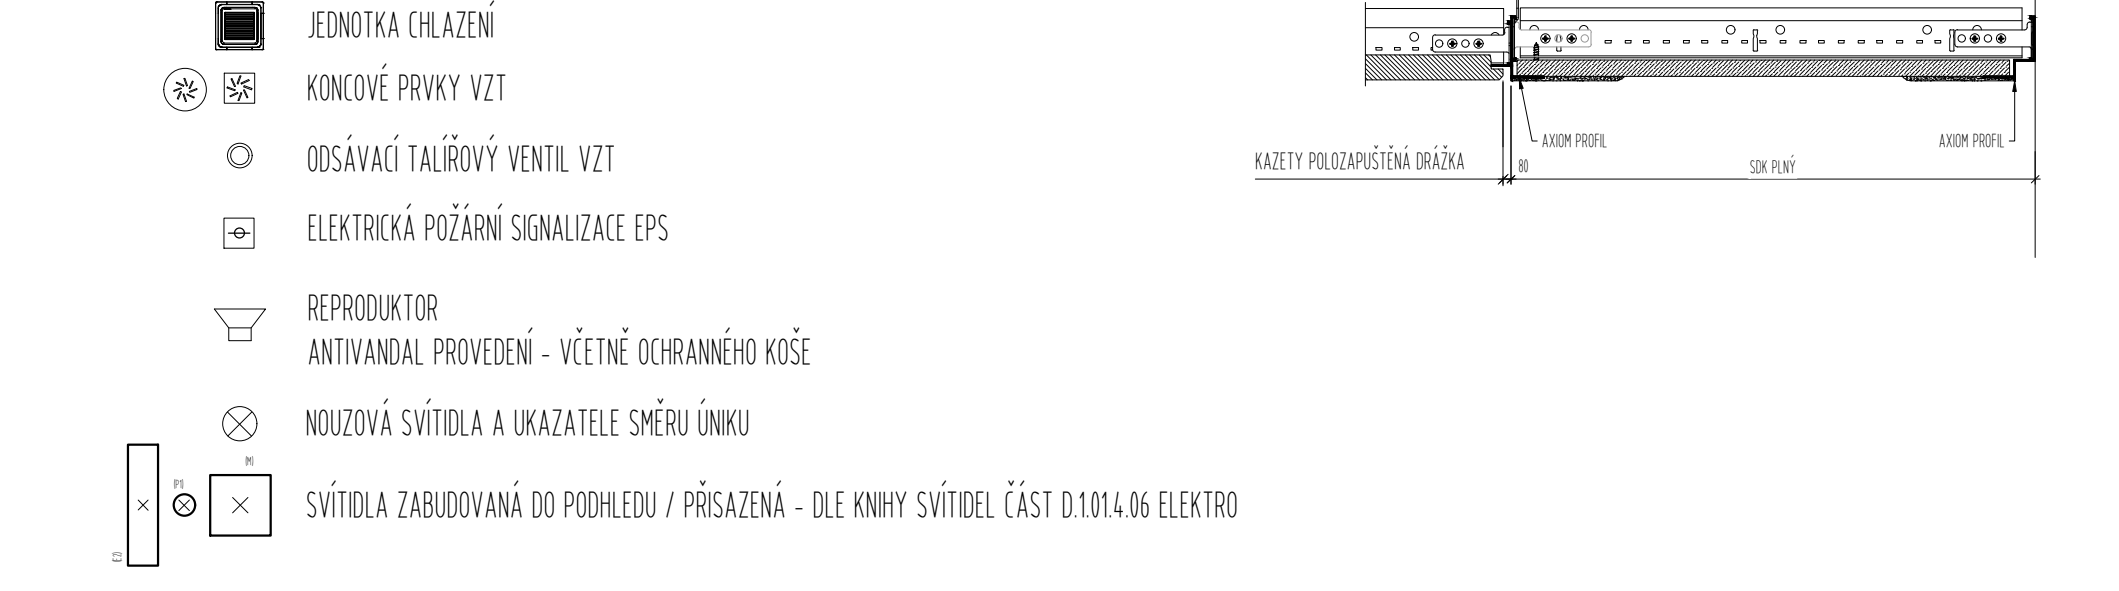 JEDNOTKA CHLAZENÍ
KONCOVÉ PRVKY VZT
ODSÁVACÍ TALÍŘOVÝ VENTIL VZT
ELEKTRICKÁ POŽÁRNÍ SIGNALIZACE EPS
REPRODUKTOR
ANTIVANDAL PROVEDENÍ - VČETNĚ OCHRANNÉHO KOŠE
NOUZOVÁ SVÍTIDLA A UKAZATELE SMĚRU ÚNIKU
(M)
(P1)
(E2)
SVÍTIDLA ZABUDOVANÁ DO PODHLEDU / PŘISAZENÁ - DLE KNIHY SVÍTIDEL ČÁST D.1.01.4.06 ELEKTRO
AXIOM PROFIL
AXIOM PROFIL
KAZETY POLOZAPUŠTĚNÁ DRÁŽKA
80
SDK PLNÝ